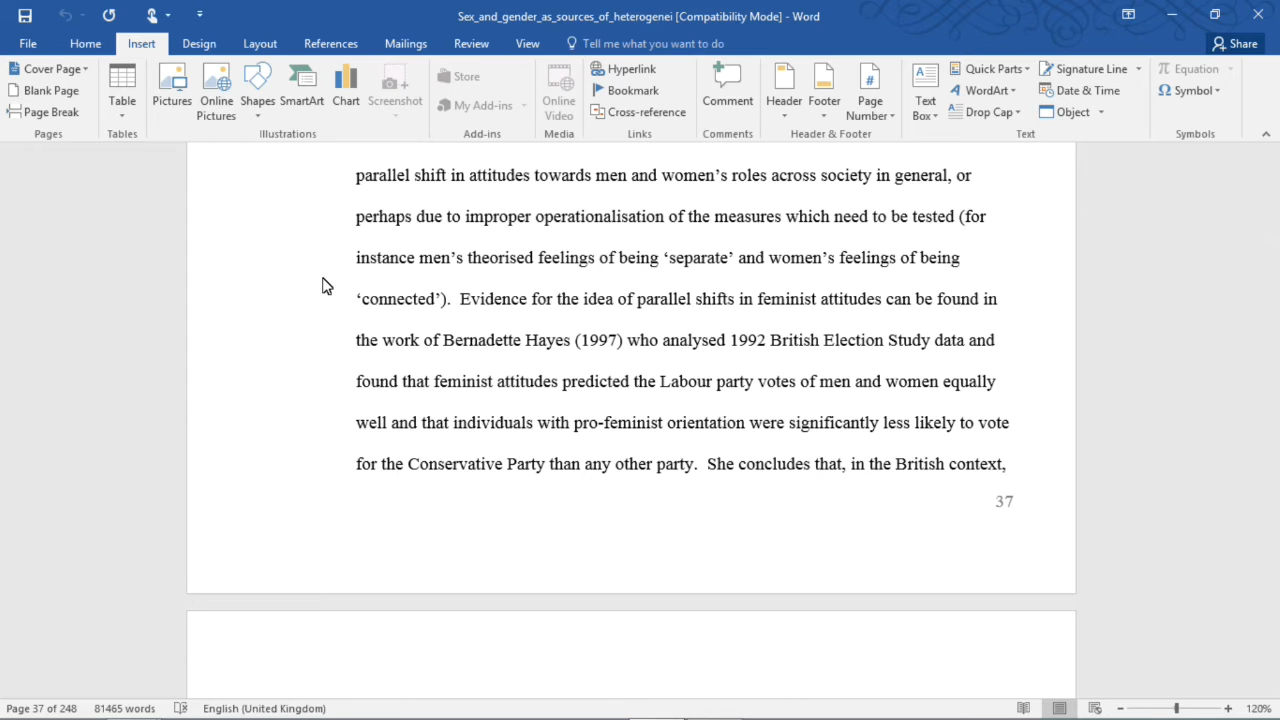 Sex_and_gender_as_sources_of_heterogenei [Compatibility Mode] - Word
File Home Insert Design Layout References Mailings Review View Tell me what you want to do Share
Cover Page
Blank Page
Page Break
Pages
Table
Tables
Pictures
Online Pictures
Shapes
SmartArt
Chart
Screenshot
Illustrations
Store
My Add-ins
Add-ins
Online Video
Media
Hyperlink
Bookmark
Cross-reference
Links
Comment
Comments
Header
Footer
Page Number
Header & Footer
Text Box
Quick Parts
WordArt
Drop Cap
Signature Line
Date & Time
Object
Text
Equation
Symbol
Symbols
parallel shift in attitudes towards men and women’s roles across society in general, or
perhaps due to improper operationalisation of the measures which need to be tested (for
instance men’s theorised feelings of being ‘separate’ and women’s feelings of being
‘connected’).  Evidence for the idea of parallel shifts in feminist attitudes can be found in
the work of Bernadette Hayes (1997) who analysed 1992 British Election Study data and
found that feminist attitudes predicted the Labour party votes of men and women equally
well and that individuals with pro-feminist orientation were significantly less likely to vote
for the Conservative Party than any other party.  She concludes that, in the British context,
37
Page 37 of 248 81465 words English (United Kingdom) 120%